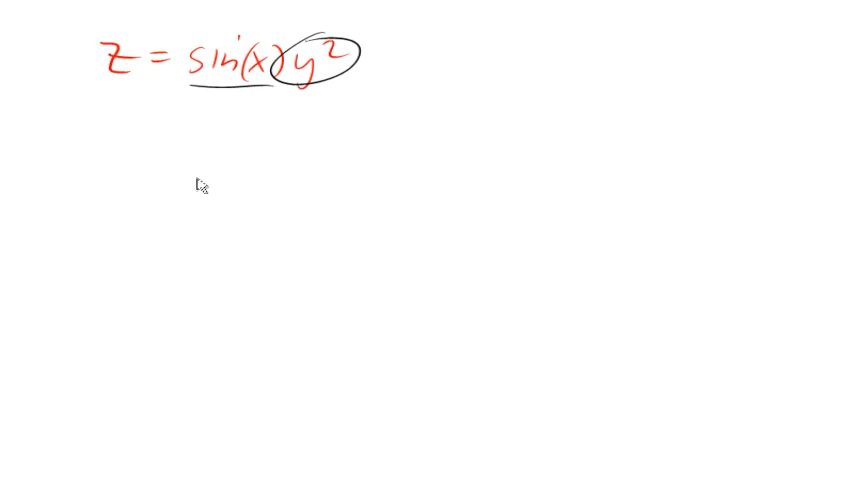 z = sin(x) y²